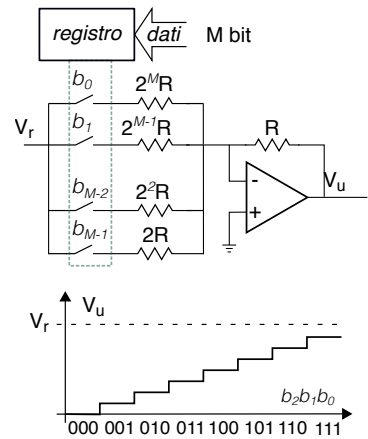 registro dati M bit
b0 2^M R
Vr b1 2^M-1 R R
Vu
bM-2 2^2 R - +
bM-1 2R
Vu
Vr
b2b1b0
000 001 010 011 100 101 110 111